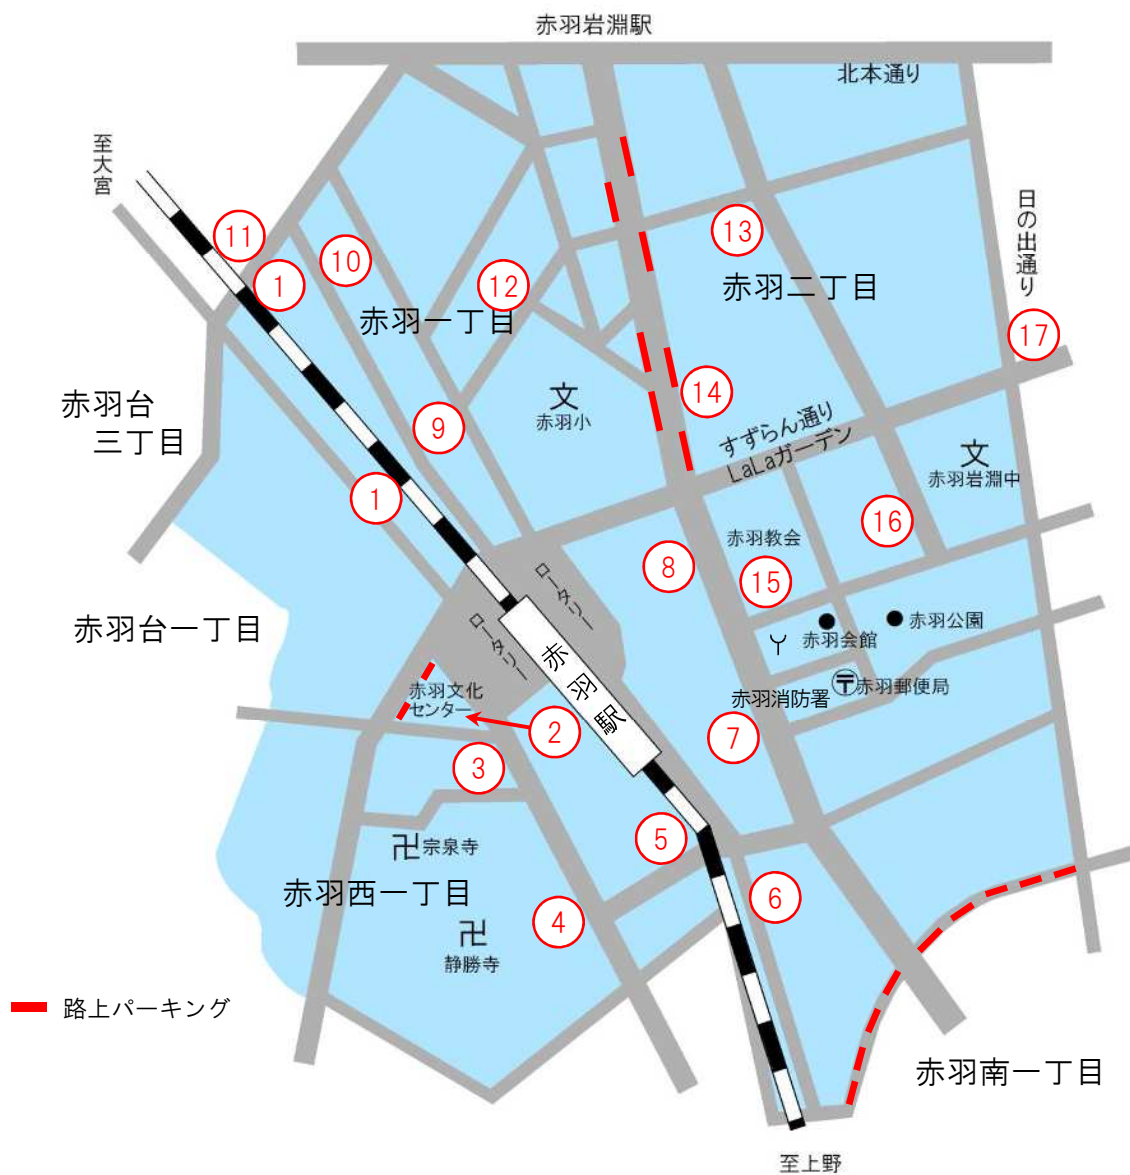 赤羽岩淵駅
北本通り
至大宮
日の出通り
11
1
10
13
12
赤羽二丁目
赤羽一丁目
17
赤羽台
三丁目
文
赤羽小
14
9
すずらん通り
LaLaガーデン
文
赤羽岩淵中
1
16
赤羽教会
8
15
ロータリー
ロータリー
赤羽台一丁目
赤羽会館
赤羽公園
赤羽駅
赤羽文化
センター
〒赤羽郵便局
赤羽消防署
2
7
3
卍宗泉寺
5
赤羽西一丁目
6
4
卍
静勝寺
路上パーキング
赤羽南一丁目
至上野